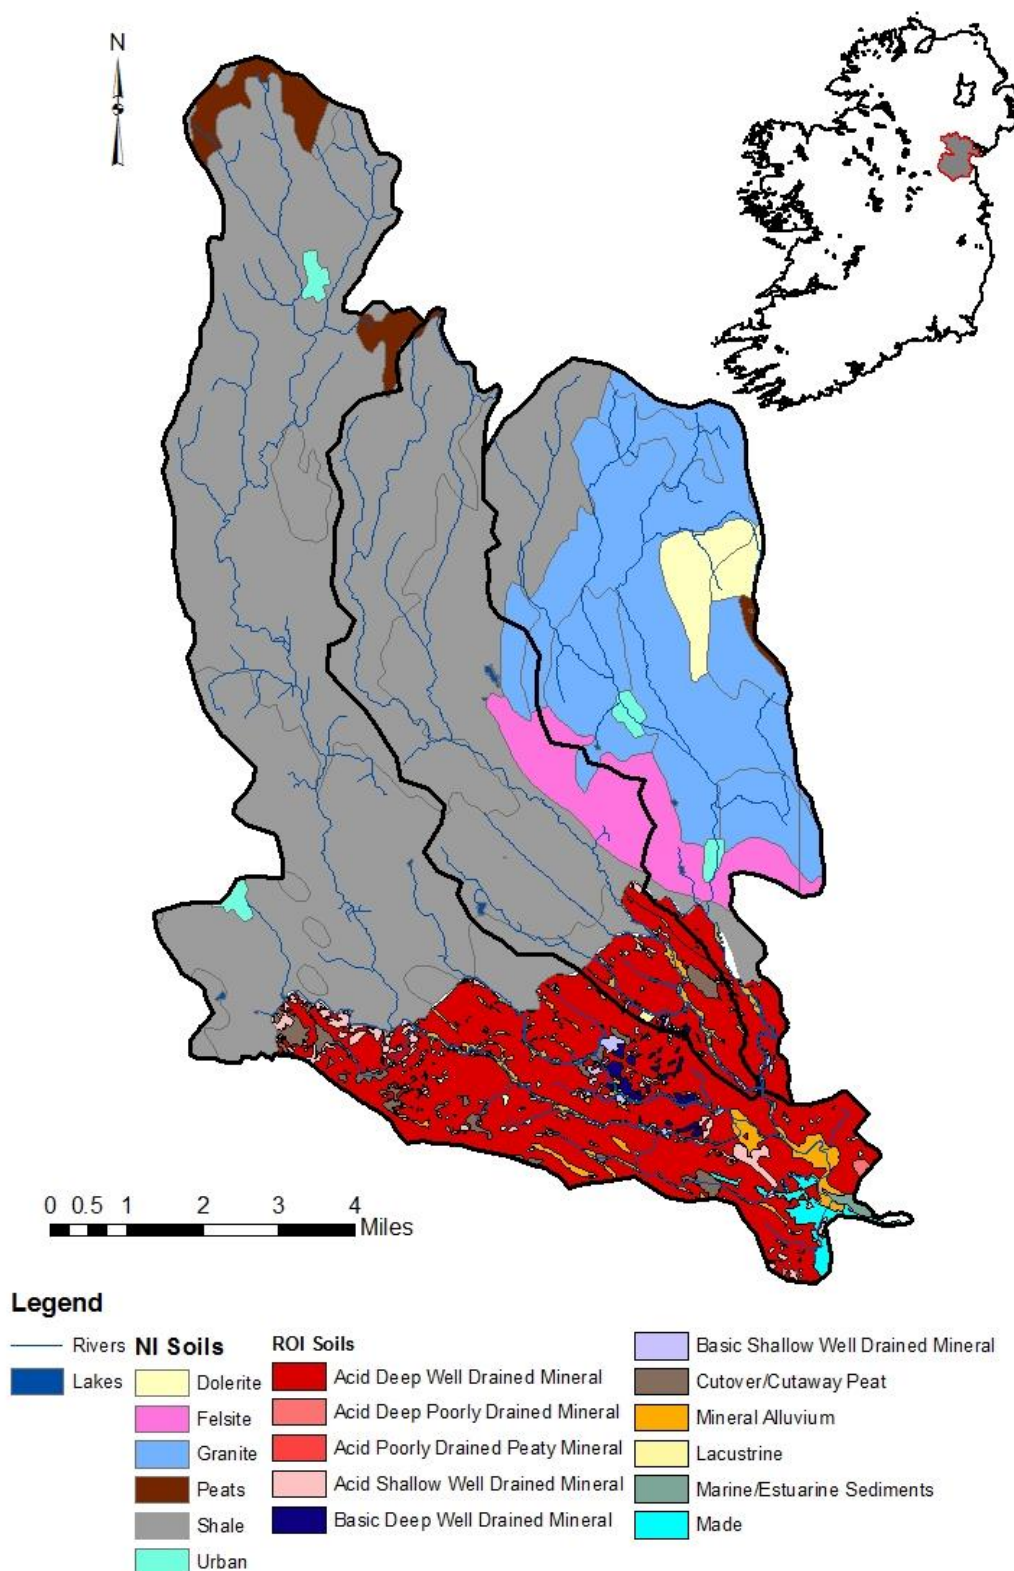 N
0 0.5 1 2 3 4
Miles
Legend
Rivers
Lakes
NI Soils
Dolerite
Felsite
Granite
Peats
Shale
Urban
ROI Soils
Acid Deep Well Drained Mineral
Acid Deep Poorly Drained Mineral
Acid Poorly Drained Peaty Mineral
Acid Shallow Well Drained Mineral
Basic Deep Well Drained Mineral
Basic Shallow Well Drained Mineral
Cutover/Cutaway Peat
Mineral Alluvium
Lacustrine
Marine/Estuarine Sediments
Made